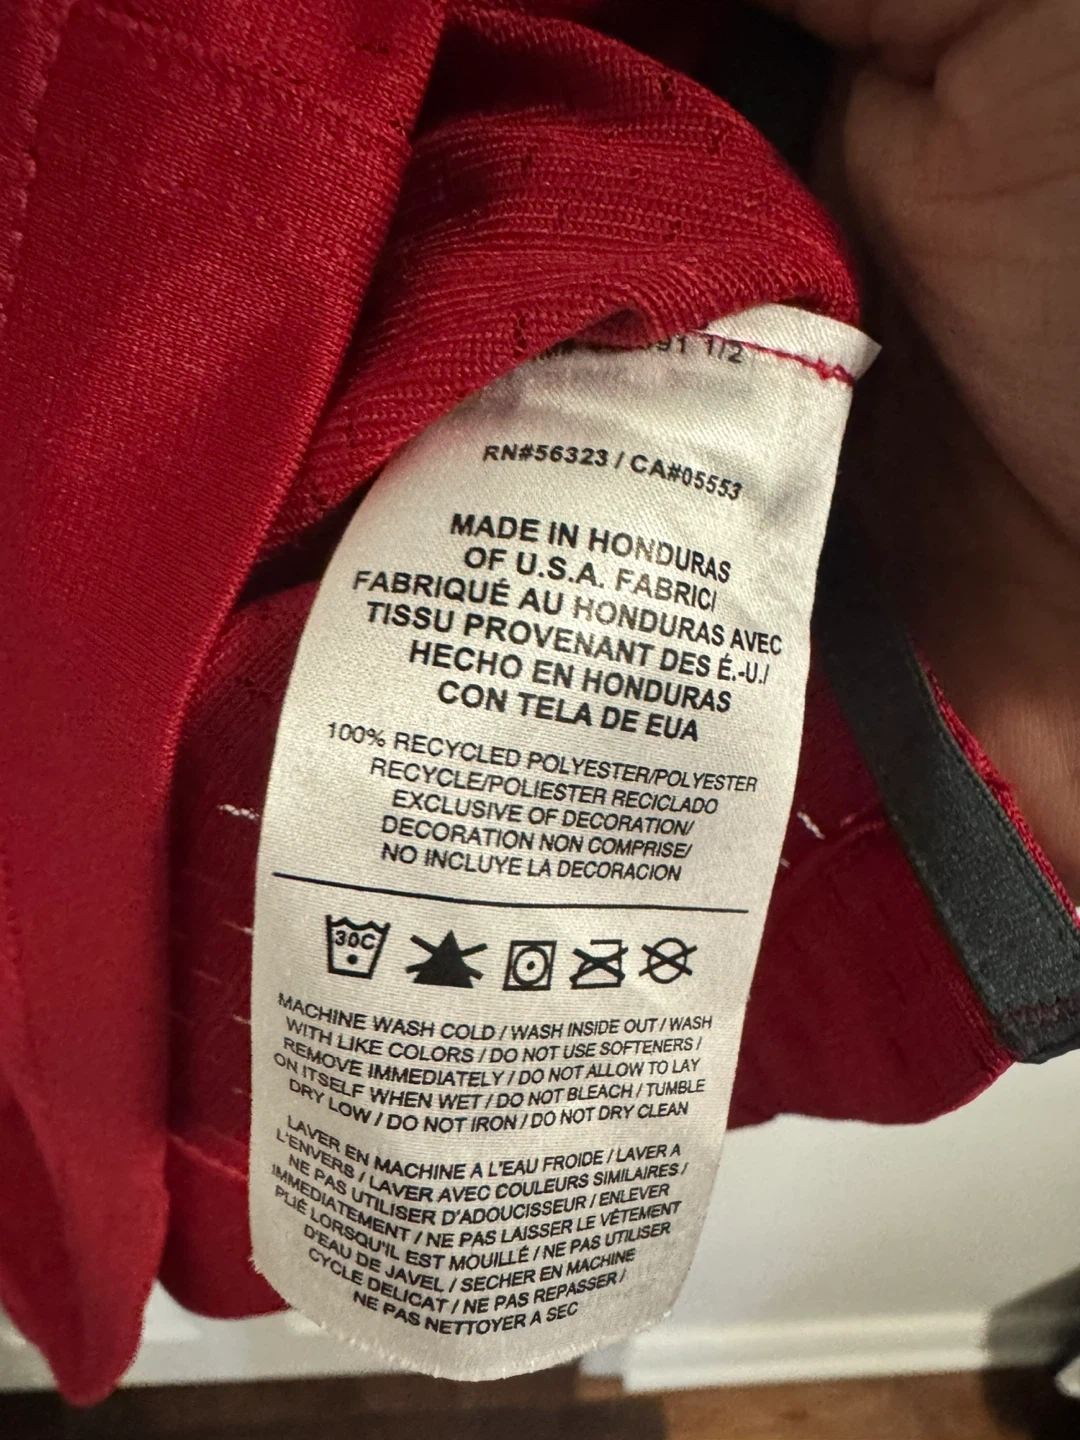 91 1/2
RN#56323 / CA#05553
MADE IN HONDURAS
OF U.S.A. FABRIC/
FABRIQUÉ AU HONDURAS AVEC
TISSU PROVENANT DES É.-U./
HECHO EN HONDURAS
CON TELA DE EUA
100% RECYCLED POLYESTER/POLYESTER
RECYCLE/POLIESTER RECICLADO
EXCLUSIVE OF DECORATION/
DECORATION NON COMPRISE/
NO INCLUYE LA DECORACION
30C
MACHINE WASH COLD / WASH INSIDE OUT / WASH
WITH LIKE COLORS / DO NOT USE SOFTENERS /
REMOVE IMMEDIATELY / DO NOT ALLOW TO LAY
ON ITSELF WHEN WET / DO NOT BLEACH / TUMBLE
DRY LOW / DO NOT IRON / DO NOT DRY CLEAN
LAVER EN MACHINE A L'EAU FROIDE / LAVER A
L'ENVERS / LAVER AVEC COULEURS SIMILAIRES /
NE PAS UTILISER D'ADOUCISSEUR / ENLEVER
IMMEDIATEMENT / NE PAS LAISSER LE VÊTEMENT
PLIÉ LORSQU'IL EST MOUILLÉ / NE PAS UTILISER
D'EAU DE JAVEL / SECHER EN MACHINE
CYCLE DELICAT / NE PAS REPASSER /
NE PAS NETTOYER A SEC